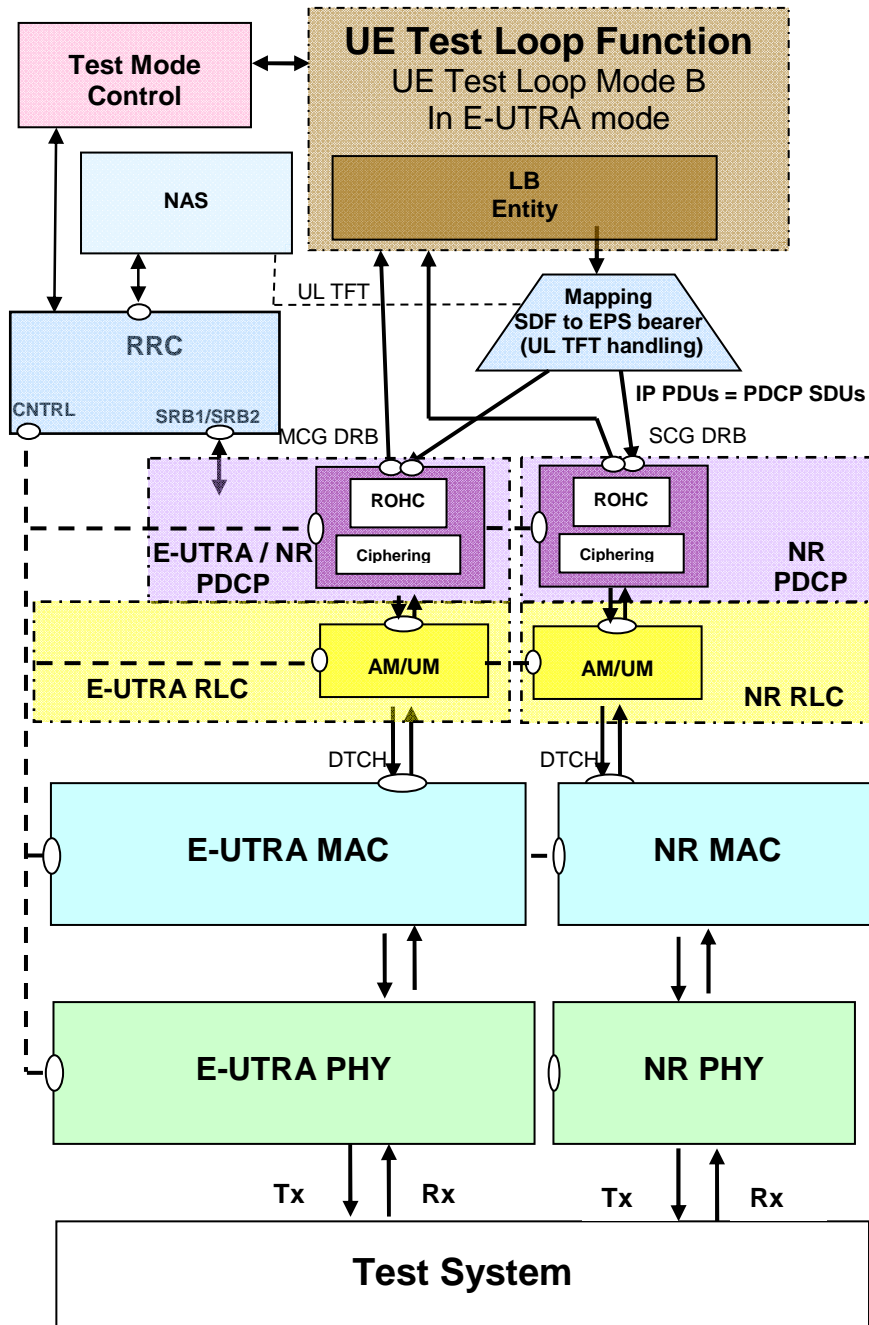 UE Test Loop Function
UE Test Loop Mode B
In E-UTRA mode
Test Mode
Control
LB
Entity
NAS
UL TFT
Mapping
SDF to EPS bearer
(UL TFT handling)
RRC
CNTRL
SRB1/SRB2
IP PDUs = PDCP SDUs
MCG DRB
SCG DRB
ROHC
Ciphering
E-UTRA / NR
PDCP
ROHC
Ciphering
NR
PDCP
AM/UM
E-UTRA RLC
AM/UM
NR RLC
DTCH
DTCH
E-UTRA MAC
NR MAC
E-UTRA PHY
NR PHY
Tx
Rx
Tx
Rx
Test System